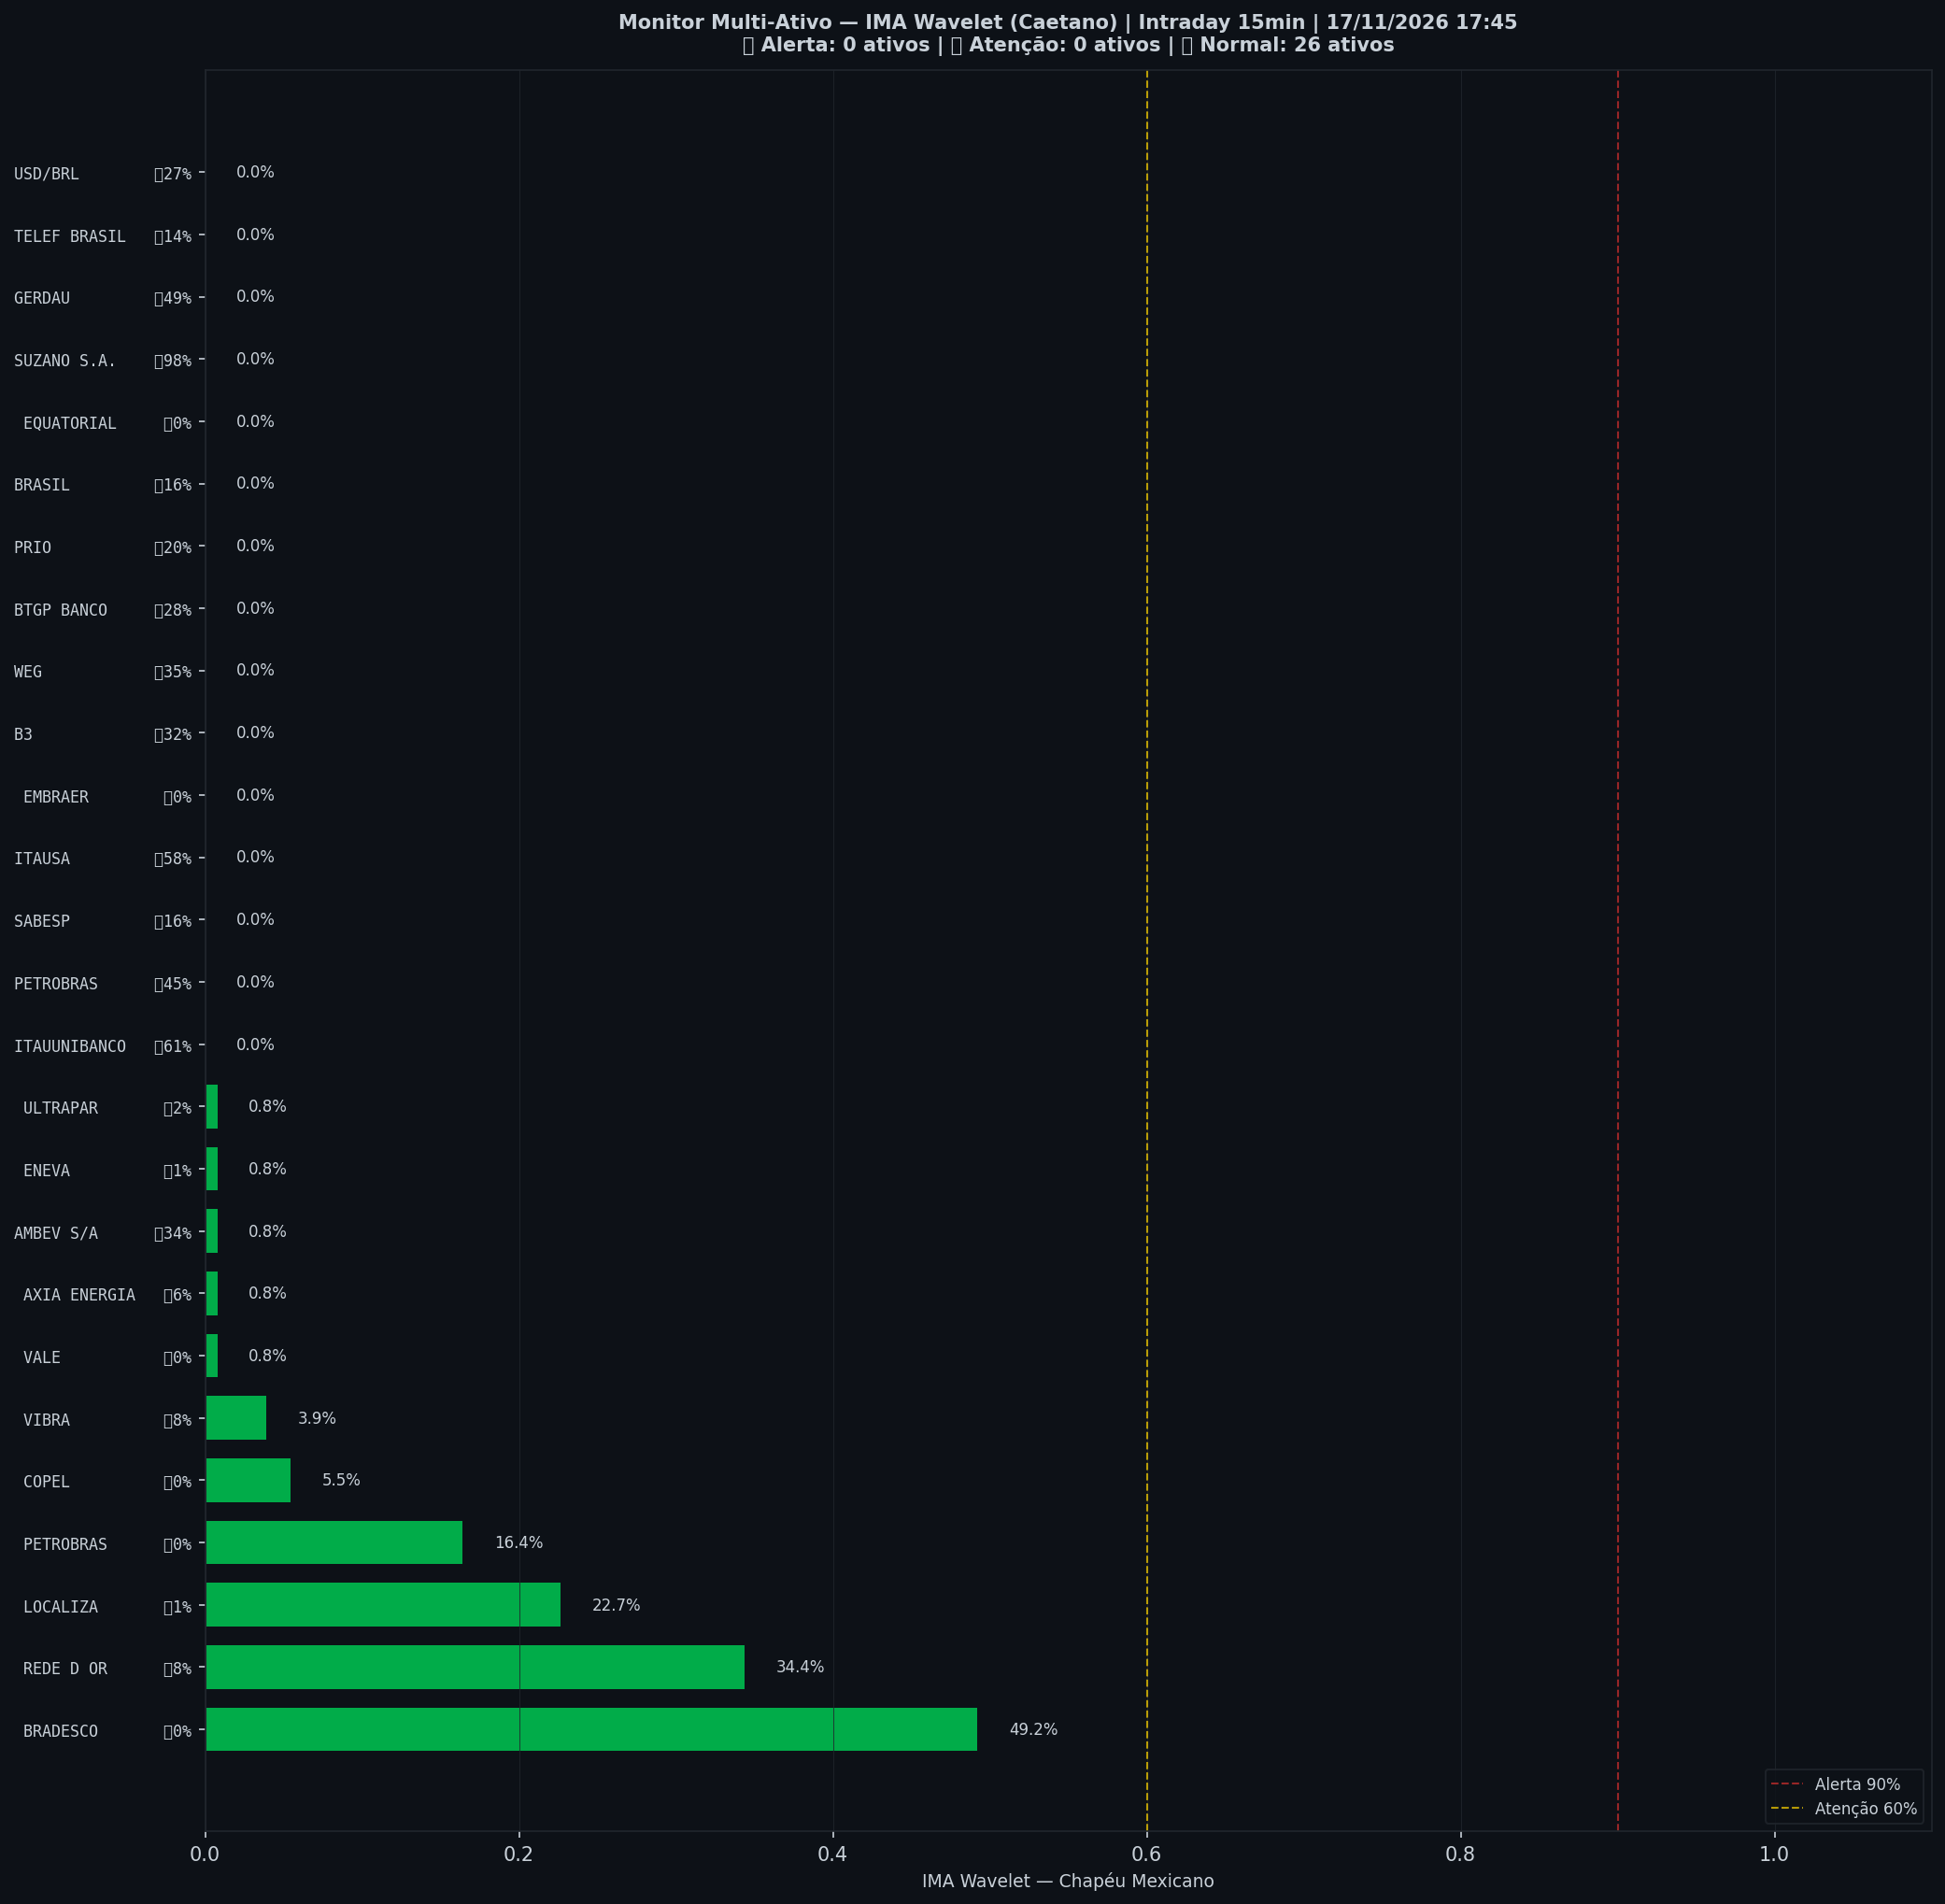 Monitor Multi-Ativo — IMA Wavelet (Caetano) | Intraday 15min | 17/11/2026 17:45
▯ Alerta: 0 ativos | ▯ Atenção: 0 ativos | ▯ Normal: 26 ativos
USD/BRL ▯27% 0.0%
TELEF BRASIL ▯14% 0.0%
GERDAU ▯49% 0.0%
SUZANO S.A. ▯98% 0.0%
EQUATORIAL ▯0% 0.0%
BRASIL ▯16% 0.0%
PRIO ▯20% 0.0%
BTGP BANCO ▯28% 0.0%
WEG ▯35% 0.0%
B3 ▯32% 0.0%
EMBRAER ▯0% 0.0%
ITAUSA ▯58% 0.0%
SABESP ▯16% 0.0%
PETROBRAS ▯45% 0.0%
ITAUUNIBANCO ▯61% 0.0%
ULTRAPAR ▯2% 0.8%
ENEVA ▯1% 0.8%
AMBEV S/A ▯34% 0.8%
AXIA ENERGIA ▯6% 0.8%
VALE ▯0% 0.8%
VIBRA ▯8% 3.9%
COPEL ▯0% 5.5%
PETROBRAS ▯0% 16.4%
LOCALIZA ▯1% 22.7%
REDE D OR ▯8% 34.4%
BRADESCO ▯0% 49.2%
Alerta 90%
Atenção 60%
0.0 0.2 0.4 0.6 0.8 1.0
IMA Wavelet — Chapéu Mexicano